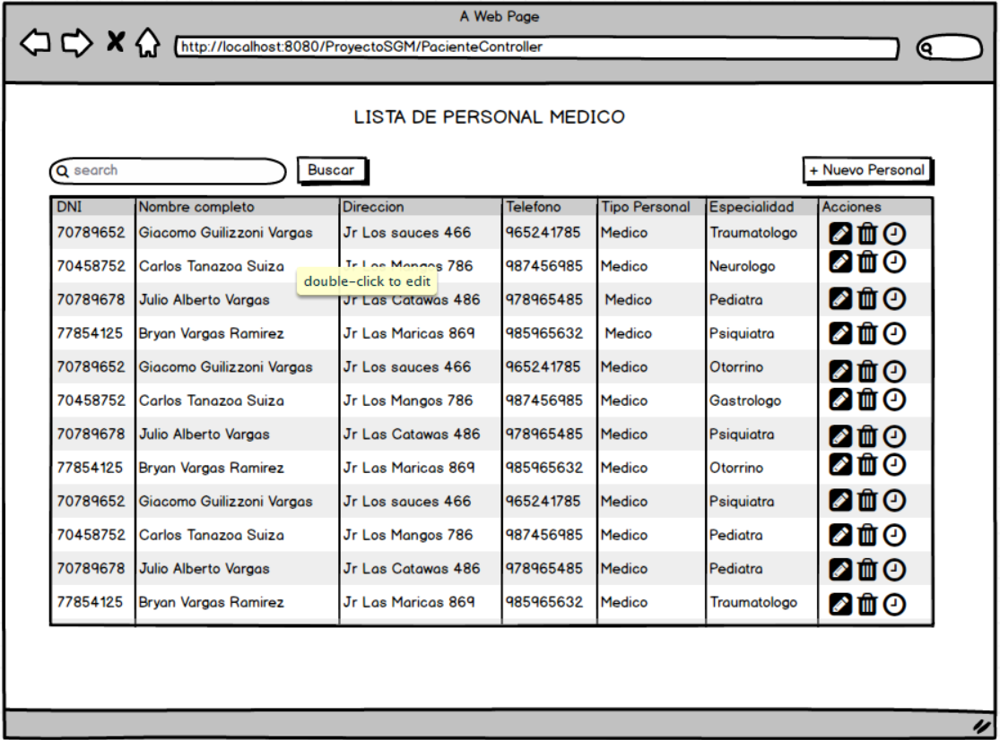 A Web Page
http://localhost:8080/ProyectoSGM/PacienteController
LISTA DE PERSONAL MEDICO
search Buscar + Nuevo Personal
DNI Nombre completo Direccion Telefono Tipo Personal Especialidad Acciones
70789652 Giacomo Guilizzoni Vargas Jr Los sauces 466 965241785 Medico Traumatologo
70458752 Carlos Tanazoa Suiza Jr Los Mangos 786 987456985 Medico Neurologo
double-click to edit
70789678 Julio Alberto Vargas Jr Las Catawas 486 978965485 Medico Pediatra
77854125 Bryan Vargas Ramirez Jr Las Maricas 869 985965632 Medico Psiquiatra
70789652 Giacomo Guilizzoni Vargas Jr Los sauces 466 965241785 Medico Otorrino
70458752 Carlos Tanazoa Suiza Jr Los Mangos 786 987456985 Medico Gastrologo
70789678 Julio Alberto Vargas Jr Las Catawas 486 978965485 Medico Psiquiatra
77854125 Bryan Vargas Ramirez Jr Las Maricas 869 985965632 Medico Otorrino
70789652 Giacomo Guilizzoni Vargas Jr Los sauces 466 965241785 Medico Psiquiatra
70458752 Carlos Tanazoa Suiza Jr Los Mangos 786 987456985 Medico Pediatra
70789678 Julio Alberto Vargas Jr Las Catawas 486 978965485 Medico Pediatra
77854125 Bryan Vargas Ramirez Jr Las Maricas 869 985965632 Medico Traumatologo